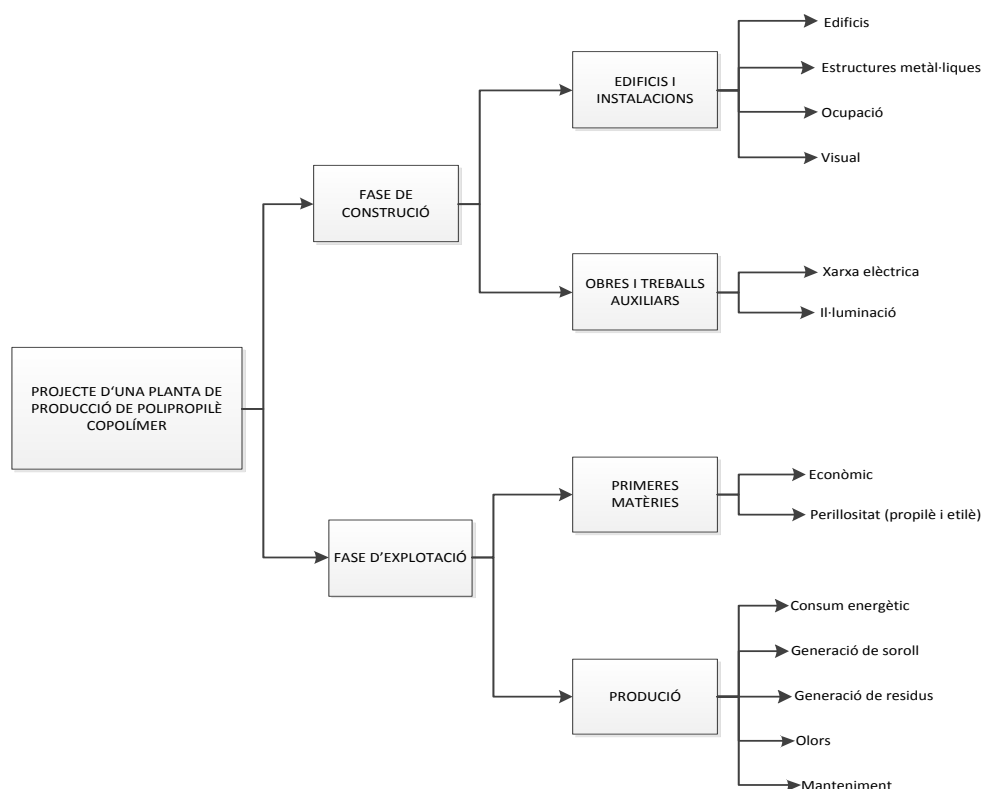 Edificis
EDIFICIS I
INSTALACIONS
Estructures metàl·liques
Ocupació
Visual
FASE DE
CONSTRUCIÓ
OBRES I TREBALLS
AUXILIARS
Xarxa elèctrica
Il·luminació
PROJECTE D'UNA PLANTA DE
PRODUCCIÓ DE POLIPROPILÈ
COPOLÍMER
PRIMERES
MATÈRIES
Econòmic
Perillositat (propilè i etilè)
FASE D'EXPLOTACIÓ
PRODUCIÓ
Consum energètic
Generació de soroll
Generació de residus
Olors
Manteniment